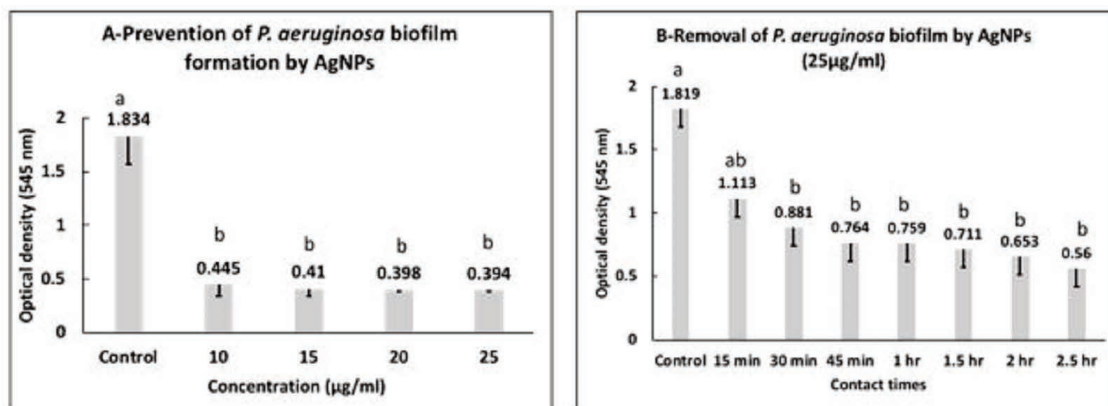 A-Prevention of P. aeruginosa biofilm
formation by AgNPs
a
1.834
b
0.445
b
0.41
b
0.398
b
0.394
2
1.5
1
0.5
0
Optical density (545 nm)
Control 10 15 20 25
Concentration (µg/ml)
B-Removal of P. aeruginosa biofilm by AgNPs
(25µg/ml)
a
1.819
ab
1.113
b
0.881
b
0.764
b
0.759
b
0.711
b
0.653
b
0.56
2
1.5
1
0.5
0
Optical density (545 nm)
Control 15 min 30 min 45 min 1 hr 1.5 hr 2 hr 2.5 hr
Contact times